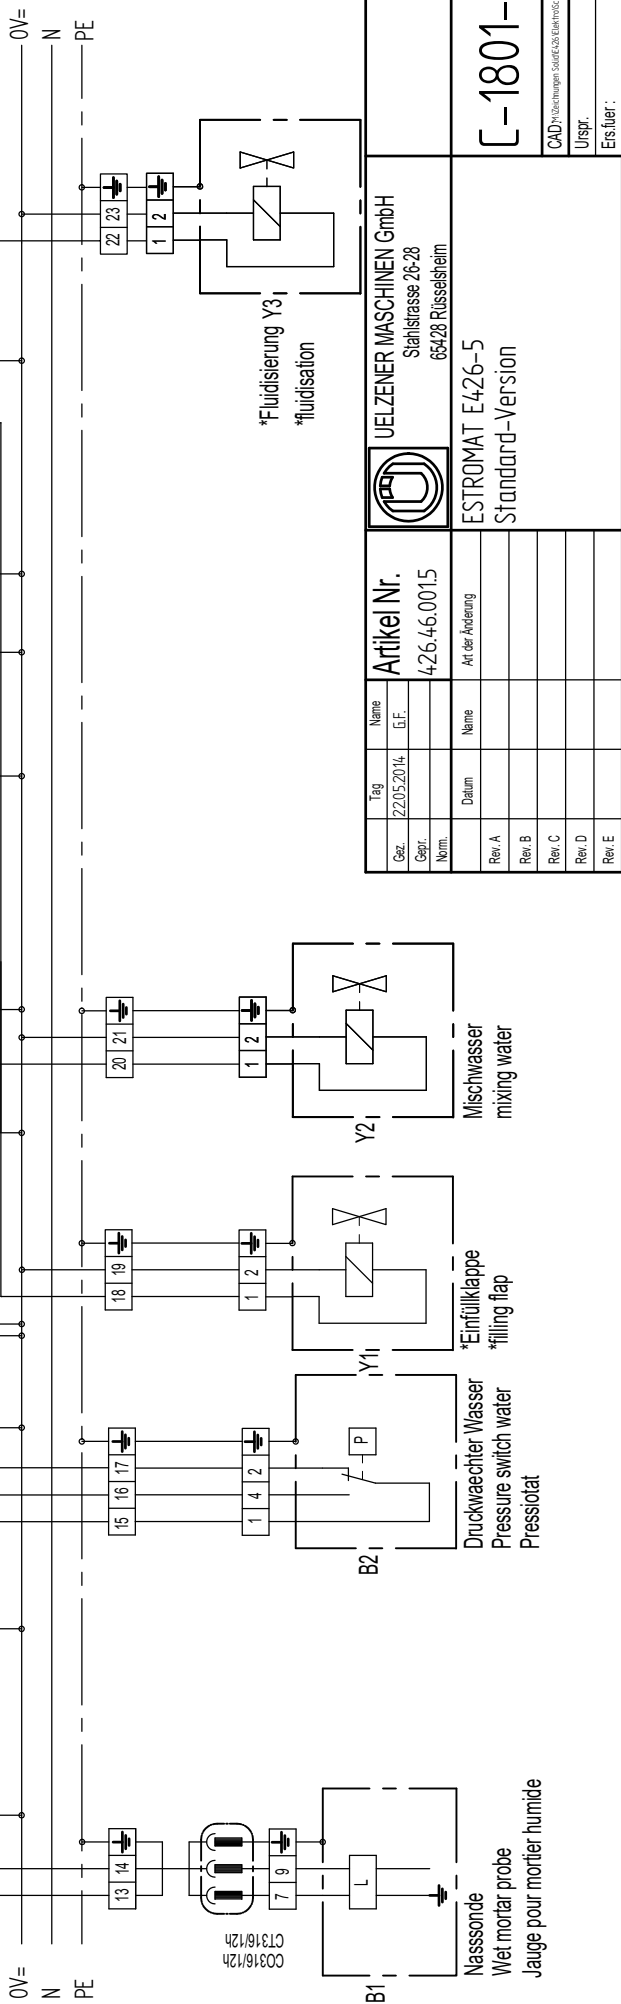 0V=
N
PE
0V=
N
PE
13
14
CO316/12h
CT316/12h
7
9
L
B1
Nasssonde
Wet mortar probe
Jauge pour mortier humide
15
16
17
1
4
2
P
B2
Druckwaechter Wasser
Pressure switch water
Pressiotat
18
19
1
2
Y1
*Einfüllklappe
*filling flap
20
21
1
2
Y2
Mischwasser
mixing water
22
23
1
2
*Fluidisierung Y3
*fluidisation
Tag
Name
Gez.
22.05.2014
G.F.
Gepr.
Norm.
Artikel Nr.
426.46.001.5
UELZENER MASCHINEN GmbH
Stahlstrasse 26-28
65428 Rüsselsheim
Datum
Name
Art der Änderung
Rev. A
Rev. B
Rev. C
Rev. D
Rev. E
ESTROMAT E426-5
Standard-Version
C-1801-
CAD:
Urspr.
Ers.fuer :